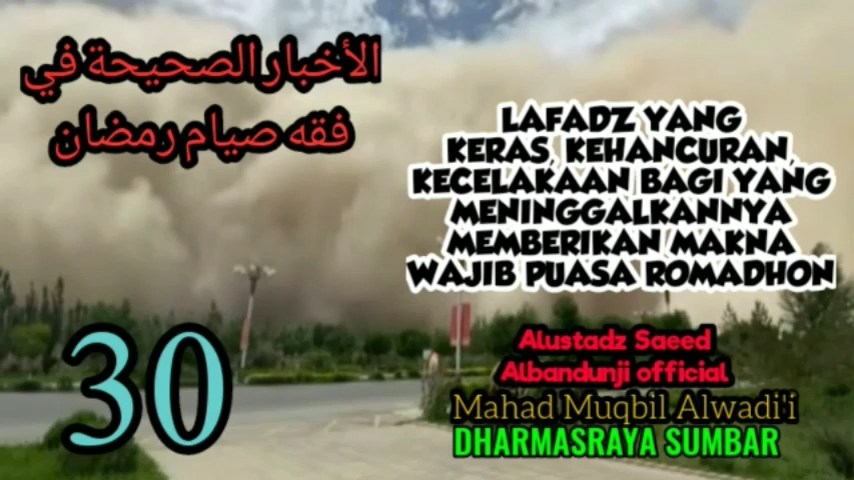 الأخبار الصحيحة في
فقه صيام رمضان
LAFADZ YANG
KERAS, KEHANCURAN,
KECELAKAAN BAGI YANG
MENINGGALKANNYA
MEMBERIKAN MAKNA
WAJIB PUASA ROMADHON
30
Alustadz Saeed
Albandunji official
Mahad Muqbil Alwadi'i
DHARMASRAYA SUMBAR